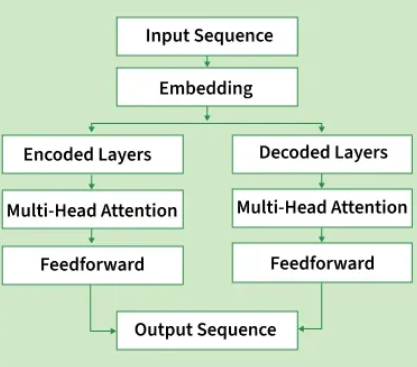 Input Sequence
Embedding
Encoded Layers
Decoded Layers
Multi-Head Attention
Multi-Head Attention
Feedforward
Feedforward
Output Sequence